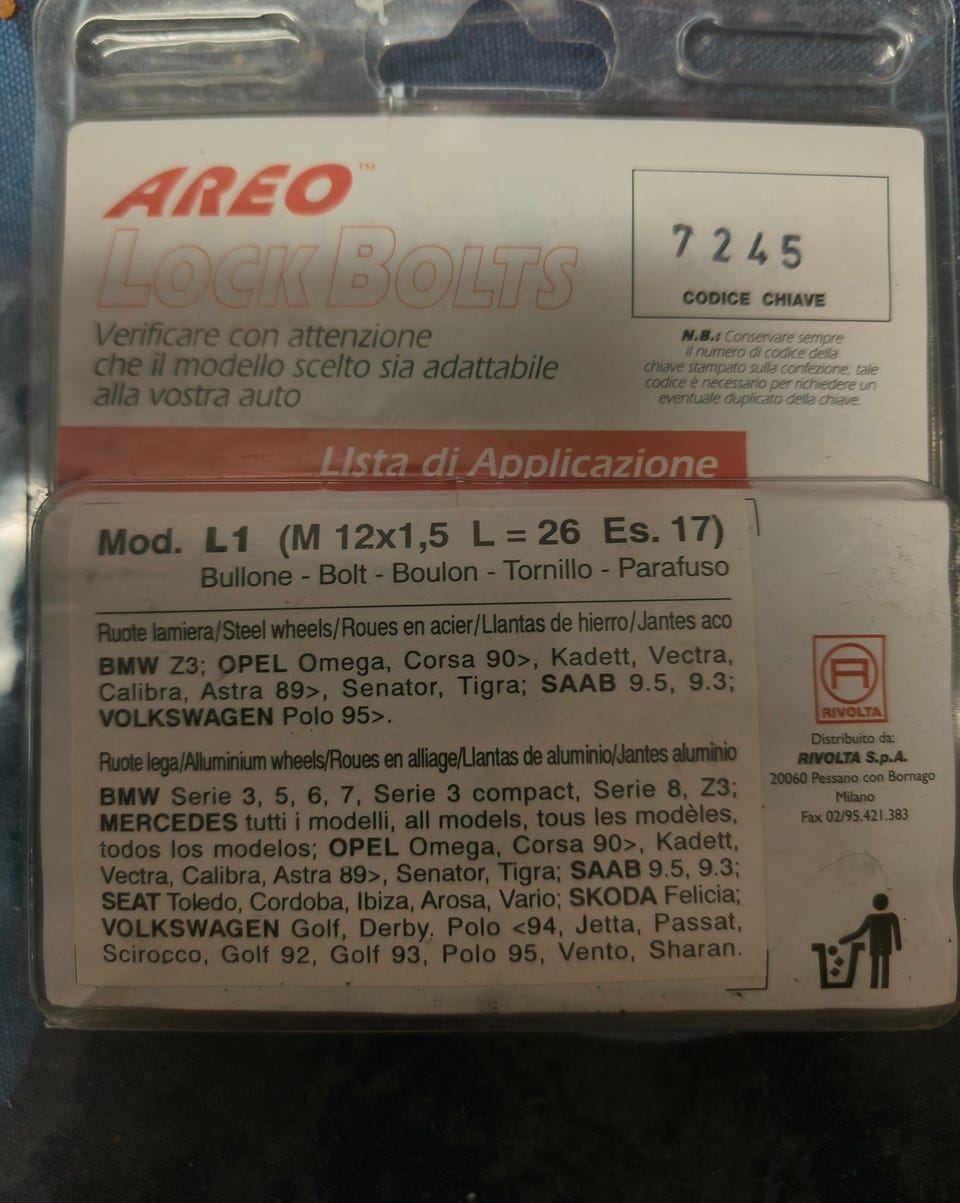 AREO™
LOCK BOLTS
Verificare con attenzione
che il modello scelto sia adattabile
alla vostra auto
7245
CODICE CHIAVE
N.B.: Conservare sempre
il numero di codice della
chiave stampato sulla confezione, tale
codice è necessario per richiedere un
eventuale duplicato della chiave.
LIsta di Applicazione
Mod. L1 (M 12x1,5 L = 26 Es. 17)
Bullone - Bolt - Boulon - Tornillo - Parafuso
Ruote lamiera/Steel wheels/Roues en acier/Llantas de hierro/Jantes aco
BMW Z3; OPEL Omega, Corsa 90>, Kadett, Vectra,
Calibra, Astra 89>, Senator, Tigra; SAAB 9.5, 9.3;
VOLKSWAGEN Polo 95>.
Ruote lega/Alluminium wheels/Roues en alliage/Llantas de aluminio/Jantes aluminio
BMW Serie 3, 5, 6, 7, Serie 3 compact, Serie 8, Z3;
MERCEDES tutti i modelli, all models, tous les modèles,
todos los modelos; OPEL Omega, Corsa 90>, Kadett,
Vectra, Calibra, Astra 89>, Senator, Tigra; SAAB 9.5, 9.3;
SEAT Toledo, Cordoba, Ibiza, Arosa, Vario; SKODA Felicia;
VOLKSWAGEN Golf, Derby. Polo <94, Jetta, Passat,
Scirocco, Golf 92, Golf 93, Polo 95, Vento, Sharan.
R
RIVOLTA
Distribuito da:
RIVOLTA S.p.A.
20060 Pessano con Bornago
Milano
Fax 02/95.421.383